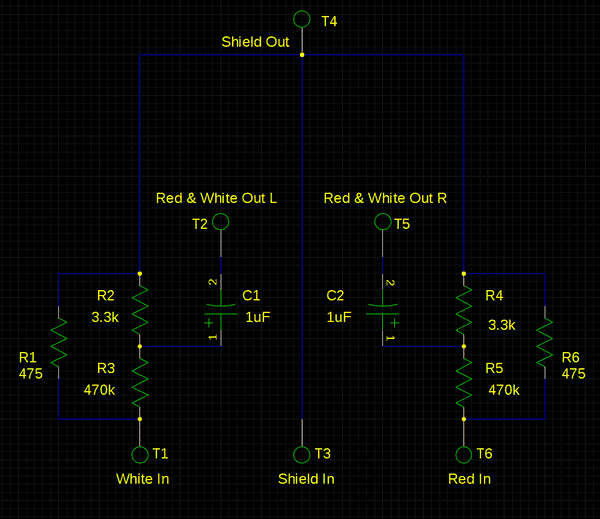 T4
Shield Out
Red & White Out L
Red & White Out R
T2
T5
2
2
R2
C1
C2
R4
3.3k
1uF
1uF
3.3k
+
+
1
1
R1
475
R3
470k
R5
470k
R6
475
T1
T3
T6
White In
Shield In
Red In